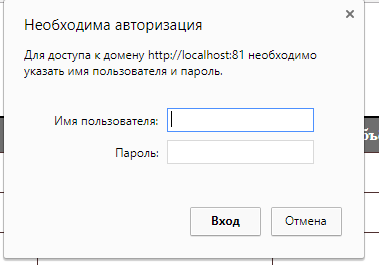 Необходима авторизация
Для доступа к домену http://localhost:81 необходимо
указать имя пользователя и пароль.
Имя пользователя:
Пароль:
Вход
Отмена